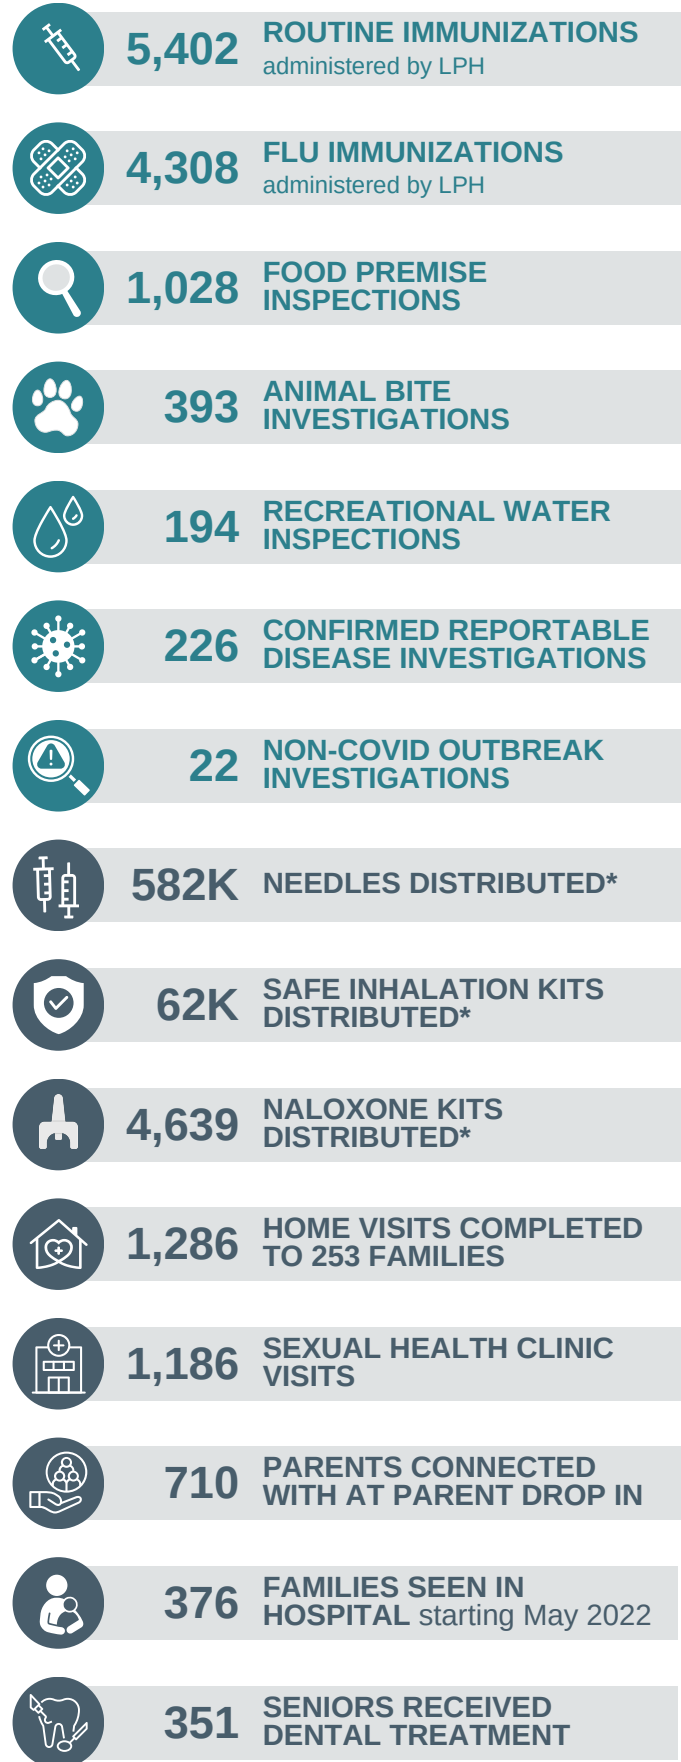 5,402 ROUTINE IMMUNIZATIONS
administered by LPH
4,308 FLU IMMUNIZATIONS
administered by LPH
1,028 FOOD PREMISE
INSPECTIONS
393 ANIMAL BITE
INVESTIGATIONS
194 RECREATIONAL WATER
INSPECTIONS
226 CONFIRMED REPORTABLE
DISEASE INVESTIGATIONS
22 NON-COVID OUTBREAK
INVESTIGATIONS
582K NEEDLES DISTRIBUTED*
62K SAFE INHALATION KITS
DISTRIBUTED*
4,639 NALOXONE KITS
DISTRIBUTED*
1,286 HOME VISITS COMPLETED
TO 253 FAMILIES
1,186 SEXUAL HEALTH CLINIC
VISITS
710 PARENTS CONNECTED
WITH AT PARENT DROP IN
376 FAMILIES SEEN IN
HOSPITAL starting May 2022
351 SENIORS RECEIVED
DENTAL TREATMENT